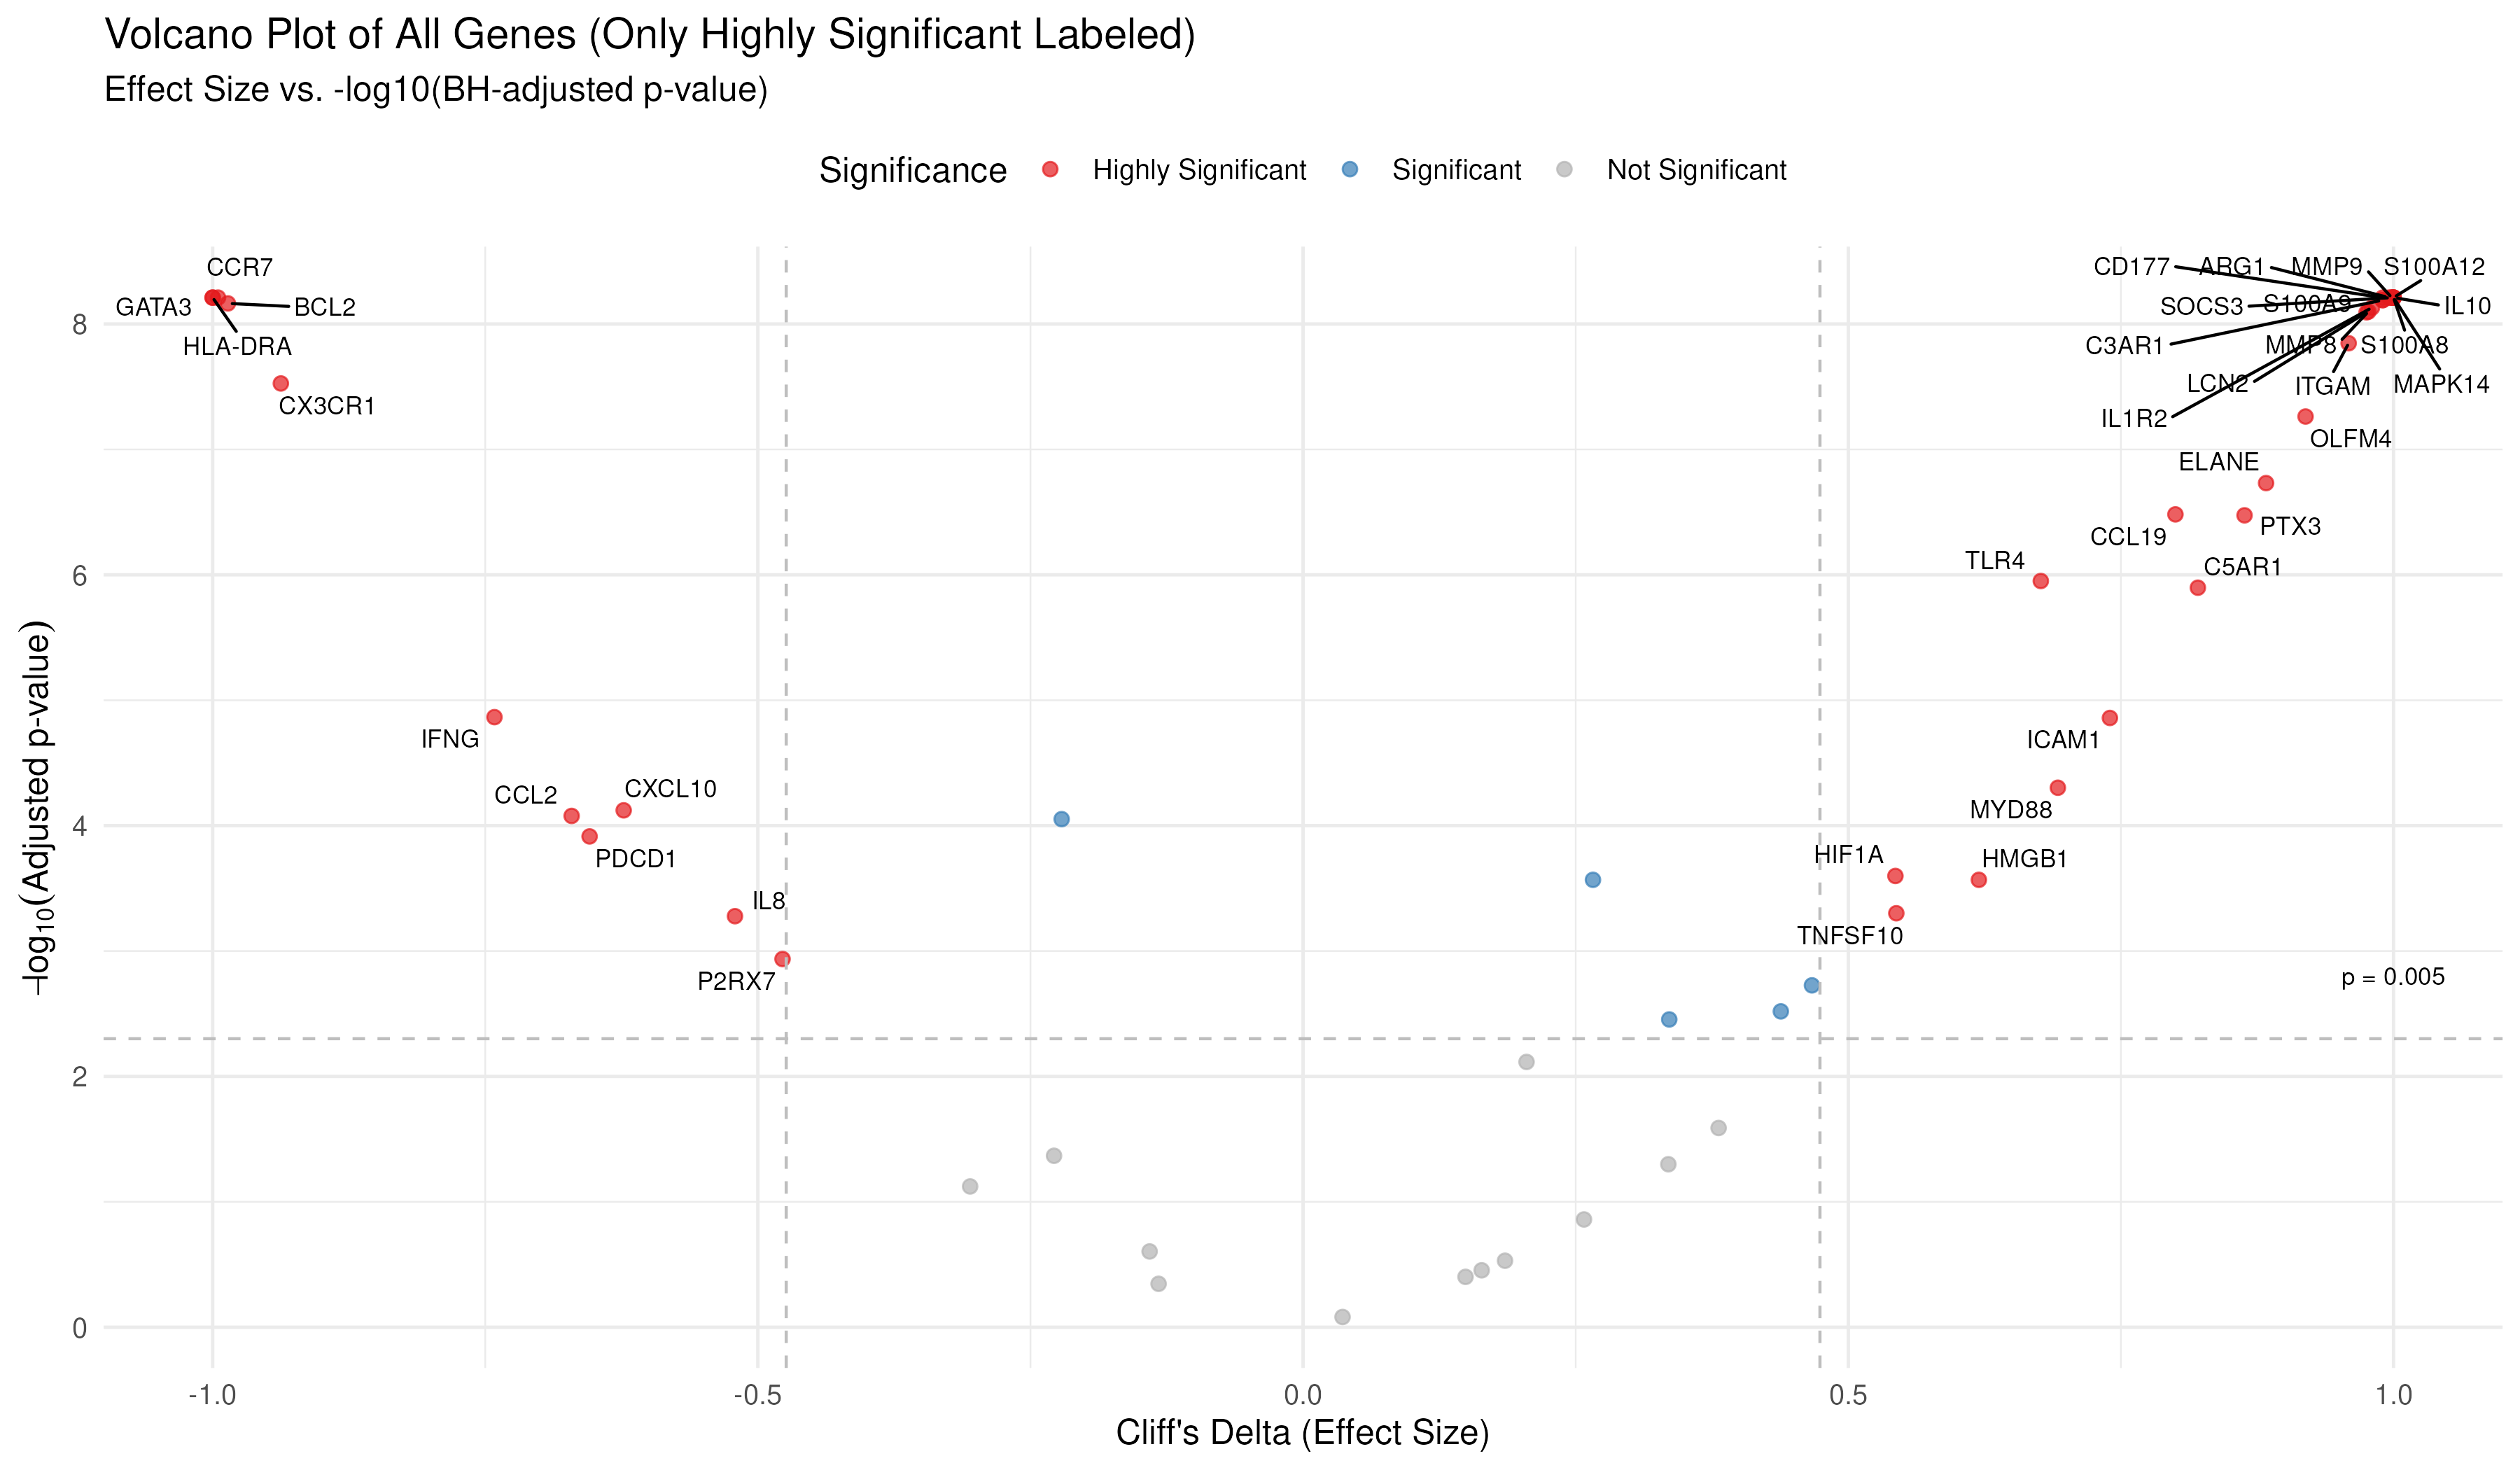 Volcano Plot of All Genes (Only Highly Significant Labeled)
Effect Size vs. -log10(BH-adjusted p-value)
Significance Highly Significant Significant Not Significant
CCR7
CD177 ARG1 MMP9 S100A12
GATA3 BCL2
SOCS3 S100A9 IL10
HLA-DRA
C3AR1 MMP8 S100A8
LCN2 ITGAM MAPK14
CX3CR1
IL1R2
OLFM4
ELANE
PTX3
CCL19
TLR4
C5AR1
IFNG
ICAM1
CCL2 CXCL10
MYD88
PDCD1
HIF1A HMGB1
IL8
TNFSF10
P2RX7
p = 0.005
8
6
4
2
0
−log10(Adjusted p-value)
-1.0 -0.5 0.0 0.5 1.0
Cliff's Delta (Effect Size)